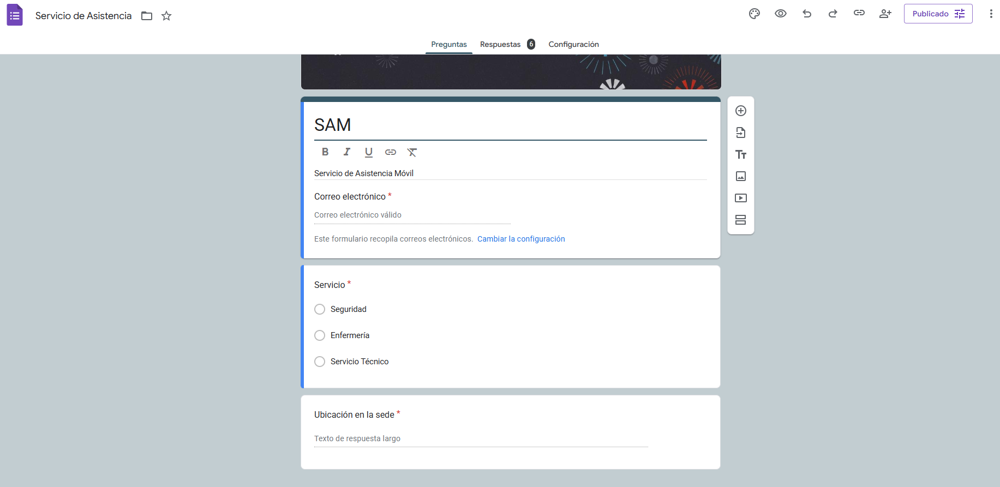 Servicio de Asistencia
Publicado
Preguntas
Respuestas 6
Configuración
SAM
B I U
Servicio de Asistencia Móvil
Correo electrónico *
Correo electrónico válido
Este formulario recopila correos electrónicos. Cambiar la configuración
Servicio *
Seguridad
Enfermería
Servicio Técnico
Ubicación en la sede *
Texto de respuesta largo
Tт